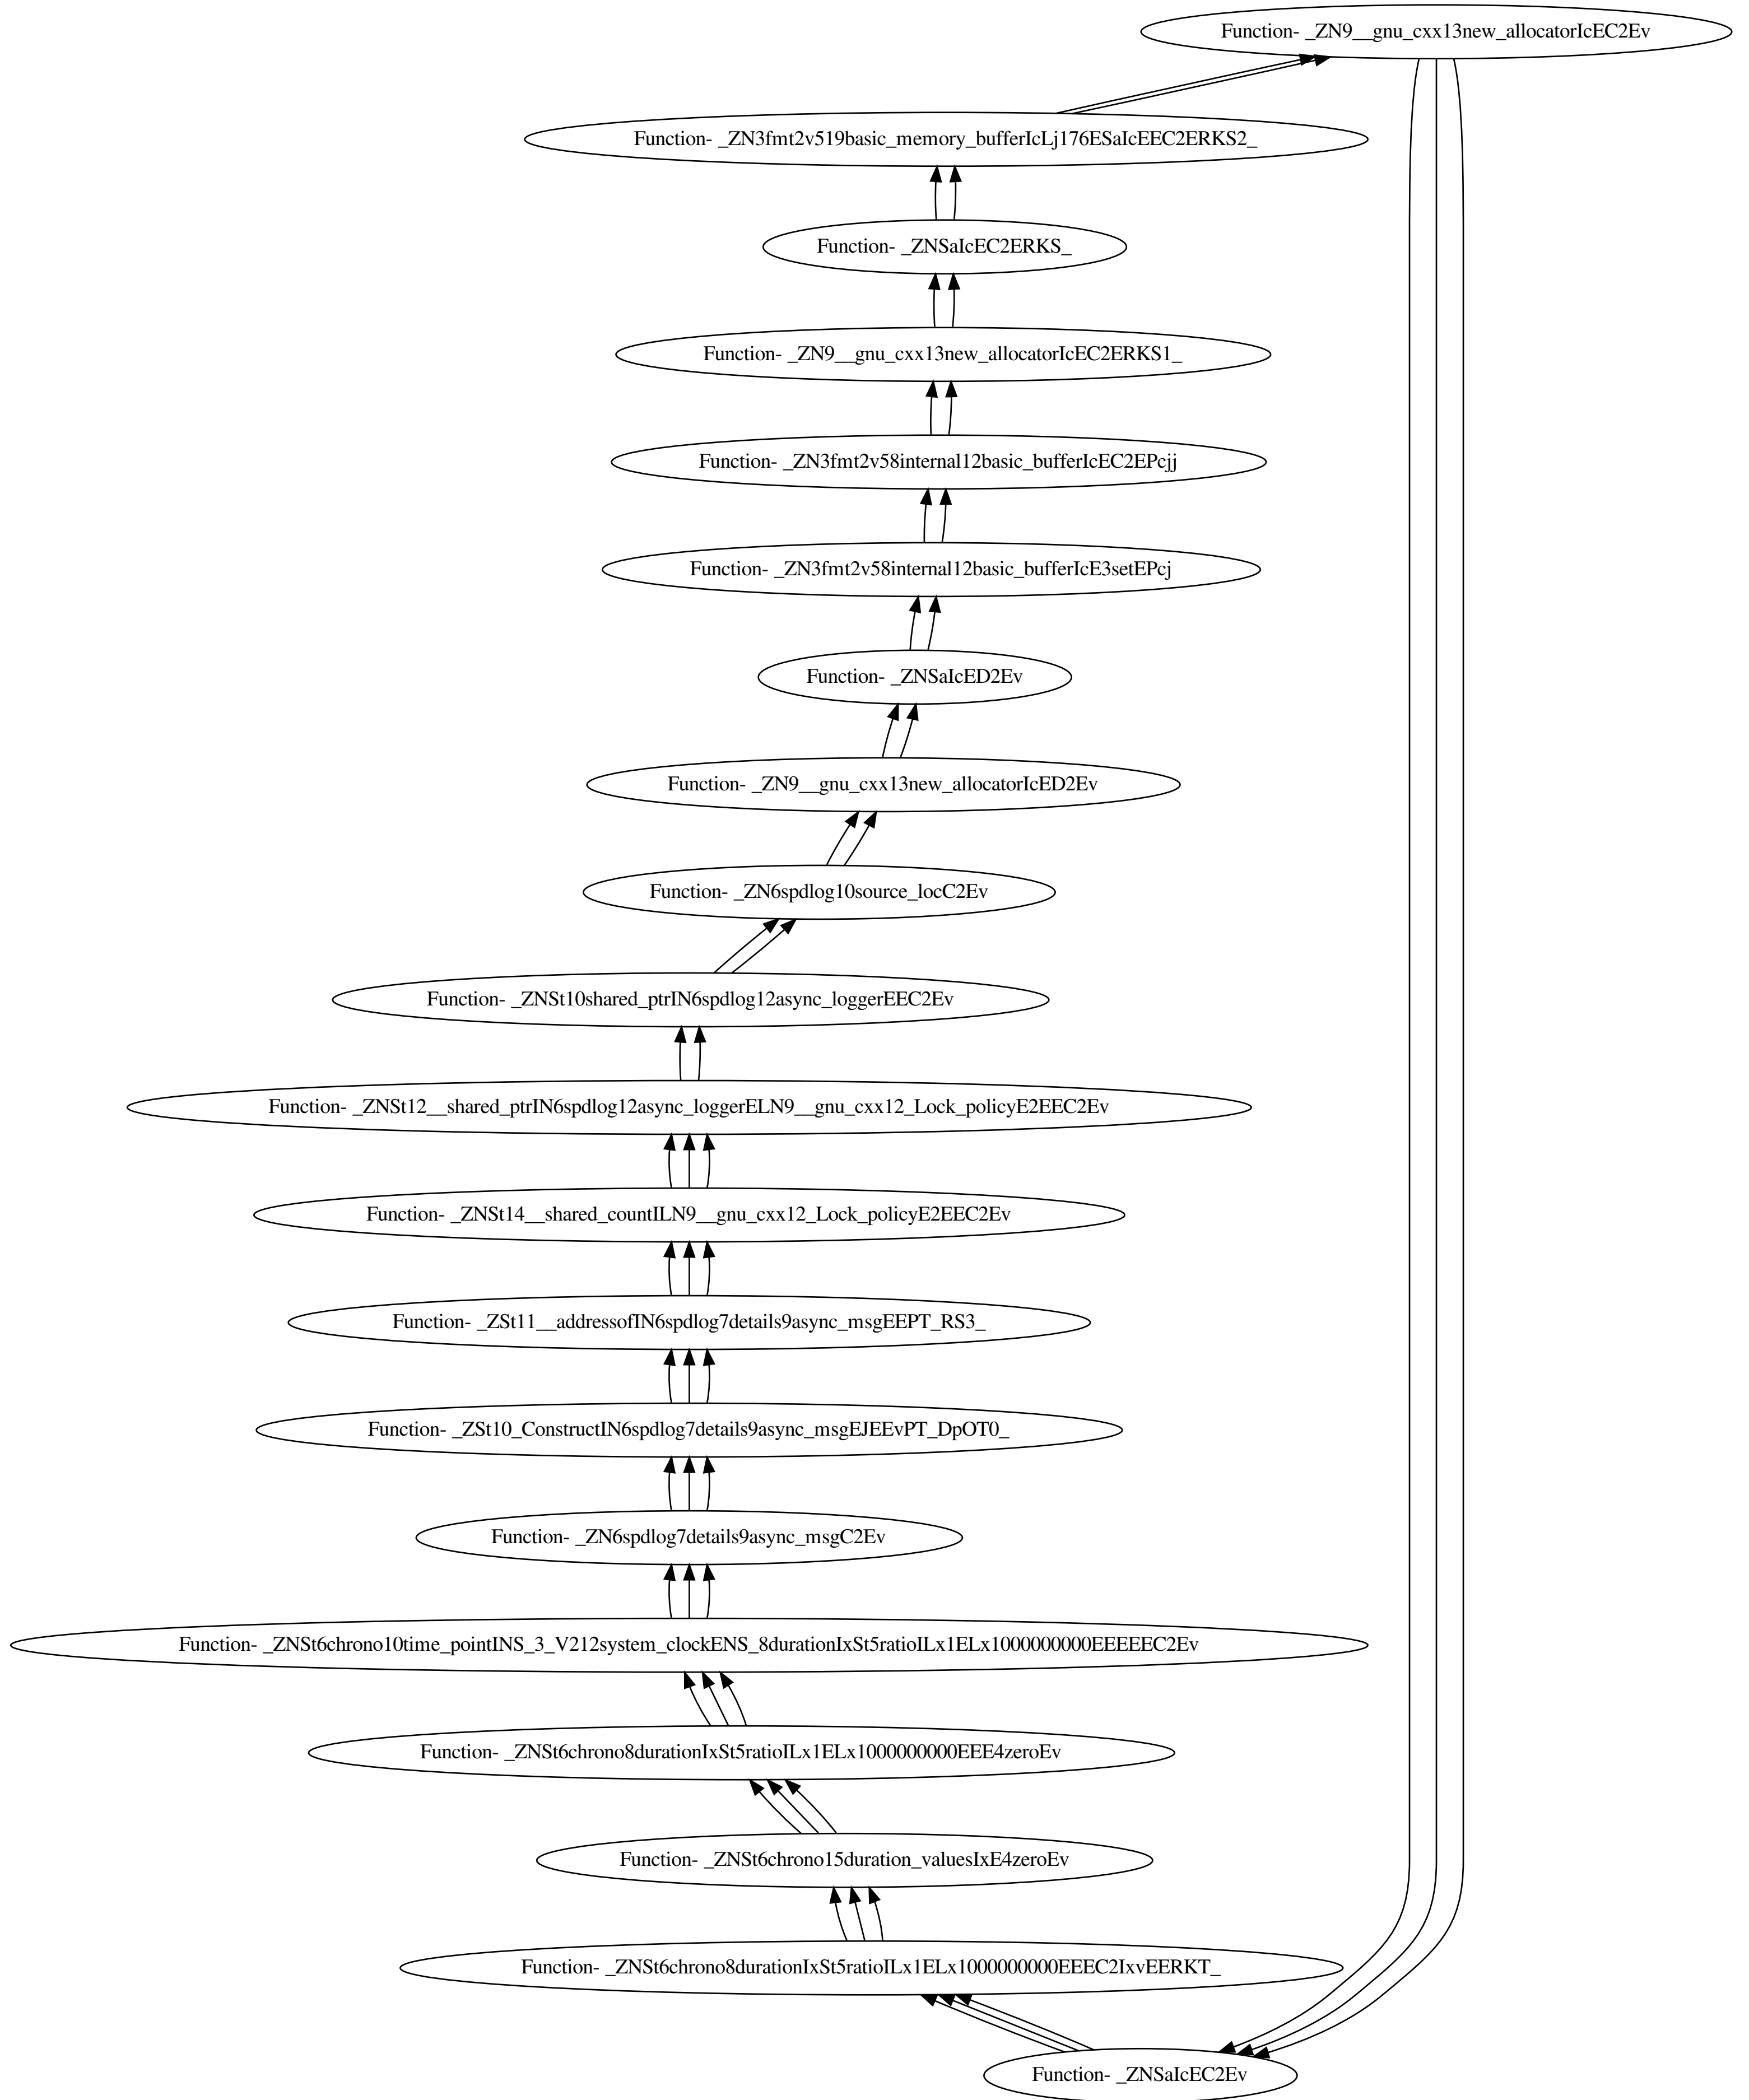 Function- _ZN9__gnu_cxx13new_allocatorIcEC2Ev
Function- _ZN3fmt2v519basic_memory_bufferIcLj176ESaIcEEC2ERKS2_
Function- _ZNSaIcEC2ERKS_
Function- _ZN9__gnu_cxx13new_allocatorIcEC2ERKS1_
Function- _ZN3fmt2v58internal12basic_bufferIcEC2EPcjj
Function- _ZN3fmt2v58internal12basic_bufferIcE3setEPcj
Function- _ZNSaIcED2Ev
Function- _ZN9__gnu_cxx13new_allocatorIcED2Ev
Function- _ZN6spdlog10source_locC2Ev
Function- _ZNSt10shared_ptrIN6spdlog12async_loggerEEC2Ev
Function- _ZNSt12__shared_ptrIN6spdlog12async_loggerELN9__gnu_cxx12_Lock_policyE2EEC2Ev
Function- _ZNSt14__shared_countILN9__gnu_cxx12_Lock_policyE2EEC2Ev
Function- _ZSt11__addressofIN6spdlog7details9async_msgEEPT_RS3_
Function- _ZSt10_ConstructIN6spdlog7details9async_msgEJEEvPT_DpOT0_
Function- _ZN6spdlog7details9async_msgC2Ev
Function- _ZNSt6chrono10time_pointINS_3_V212system_clockENS_8durationIxSt5ratioILx1ELx1000000000EEEEEC2Ev
Function- _ZNSt6chrono8durationIxSt5ratioILx1ELx1000000000EEE4zeroEv
Function- _ZNSt6chrono15duration_valuesIxE4zeroEv
Function- _ZNSt6chrono8durationIxSt5ratioILx1ELx1000000000EEEC2IxvEERKT_
Function- _ZNSaIcEC2Ev